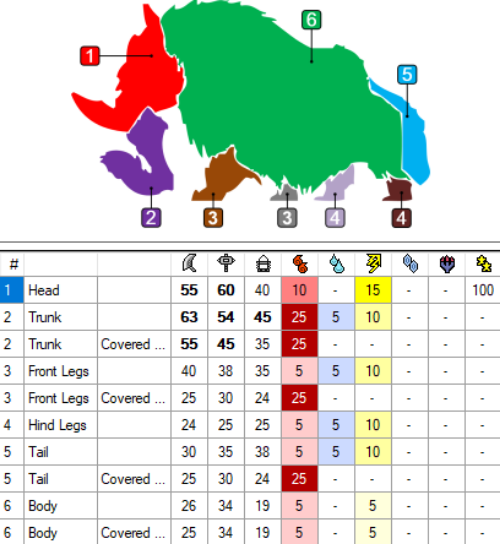 6
1
5
2
3
3
4
4
#
1 Head 55 60 40 10 - 15 - - 100
2 Trunk 63 54 45 25 5 10 - - -
2 Trunk Covered ... 55 45 35 25 - - - - -
3 Front Legs 40 38 35 5 5 10 - - -
3 Front Legs Covered ... 25 30 24 25 - - - - -
4 Hind Legs 24 25 25 5 5 10 - - -
5 Tail 30 35 38 5 5 10 - - -
5 Tail Covered ... 25 30 24 25 - - - - -
6 Body 26 34 19 5 - 5 - - -
6 Body Covered ... 25 34 19 5 - 5 - - -